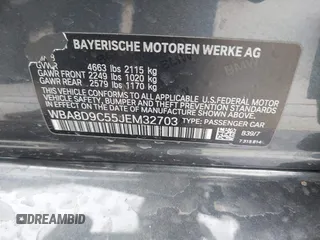 BAYERISCHE MOTOREN WERKE AG
GVWR 4663 lbs 2115 kg
GAWR FRONT 2249 lbs 1020 kg
GAWR REAR 2579 lbs 1170 kg
THIS VEHICLE CONFORMS TO ALL APPLICABLE U.S. FEDERAL MOTOR
VEHICLE SAFETY, BUMPER AND THEFT PREVENTION STANDARDS IN
EFFECT ON THE DATE OF MANUFACTURE SHOWN ABOVE.
WBA8D9C55JEM32703 TYPE: PASSENGER CAR
B39/7
DREAMBID